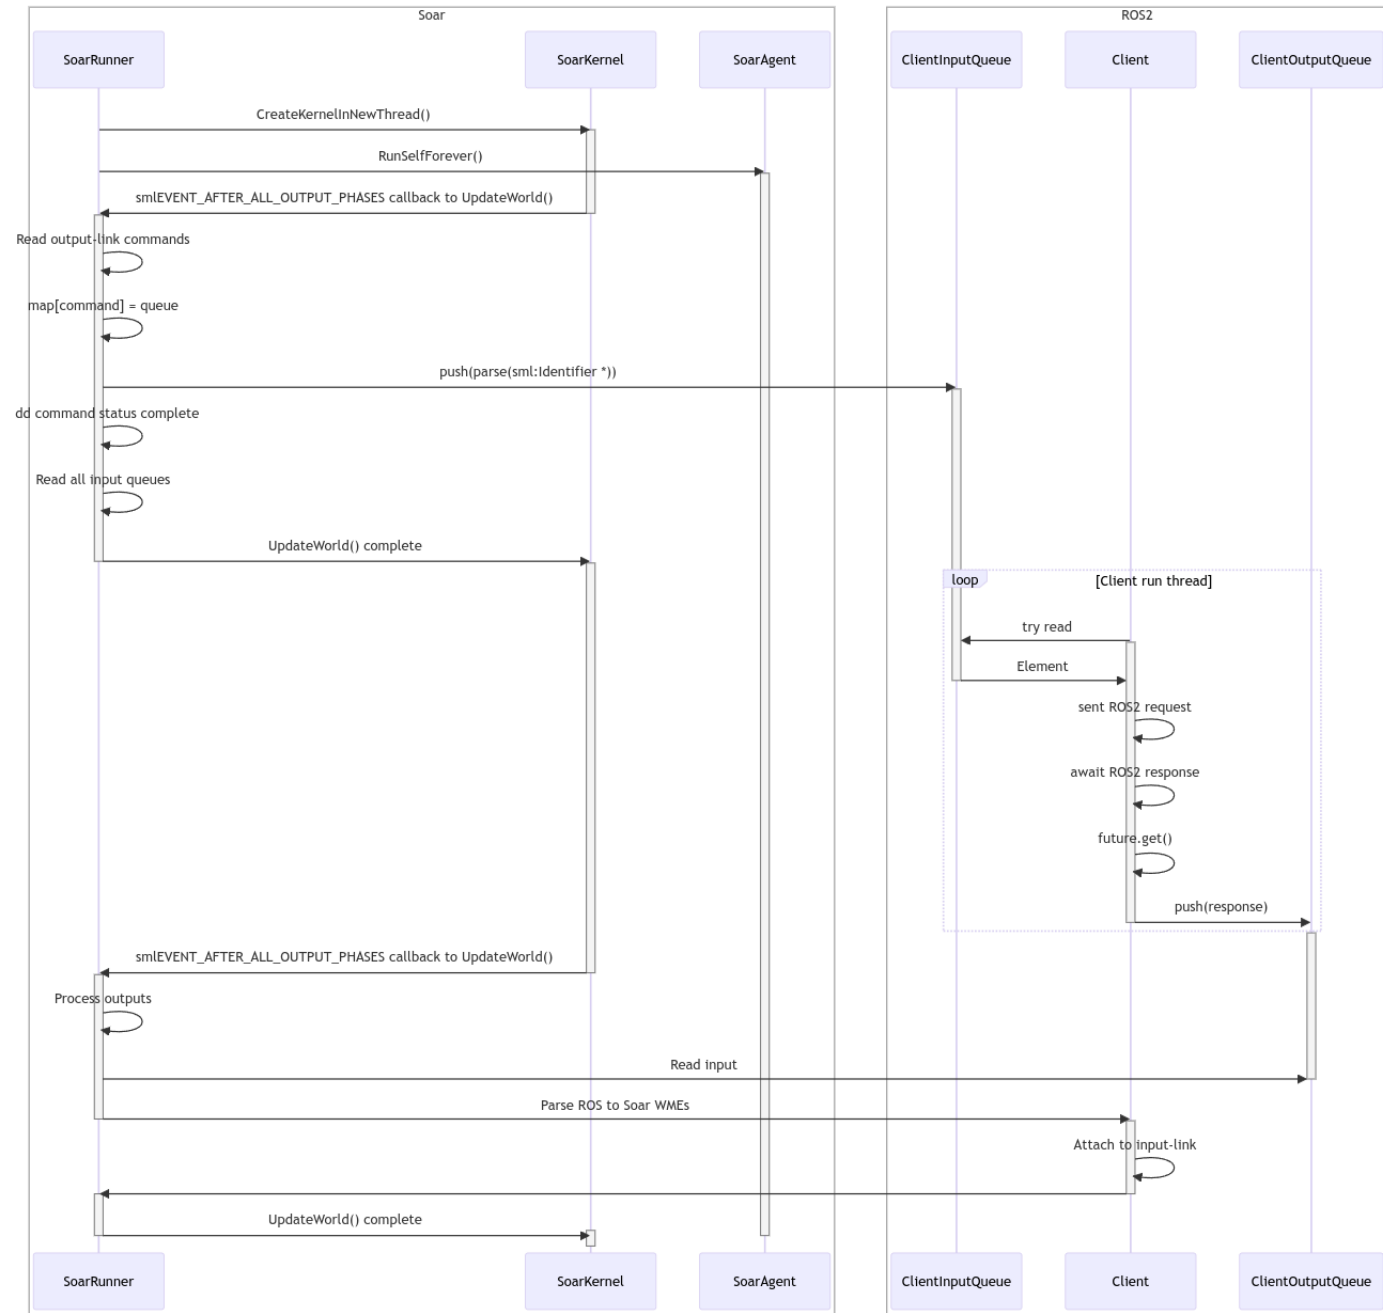 Soar
ROS2
SoarRunner
SoarKernel
SoarAgent
ClientInputQueue
Client
ClientOutputQueue
CreateKernelInNewThread()
RunSelfForever()
smlEVENT_AFTER_ALL_OUTPUT_PHASES callback to UpdateWorld()
Read output-link commands
map[command] = queue
push(parse(sml:Identifier *))
dd command status complete
Read all input queues
UpdateWorld() complete
loop
[Client run thread]
try read
Element
sent ROS2 request
await ROS2 response
future.get()
push(response)
smlEVENT_AFTER_ALL_OUTPUT_PHASES callback to UpdateWorld()
Process outputs
Read input
Parse ROS to Soar WMEs
Attach to input-link
UpdateWorld() complete
SoarRunner
SoarKernel
SoarAgent
ClientInputQueue
Client
ClientOutputQueue